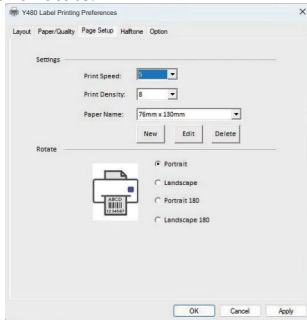 Y480 Label Printing Preferences
Layout Paper/Quality Page Setup Halftone Option
Settings
Print Speed: 5
Print Density: 8
Paper Name: 76mm x 130mm
New Edit Delete
Rotate
Portrait
Landscape
Portrait 180
Landscape 180
ABCD
1234567
OK Cancel Apply